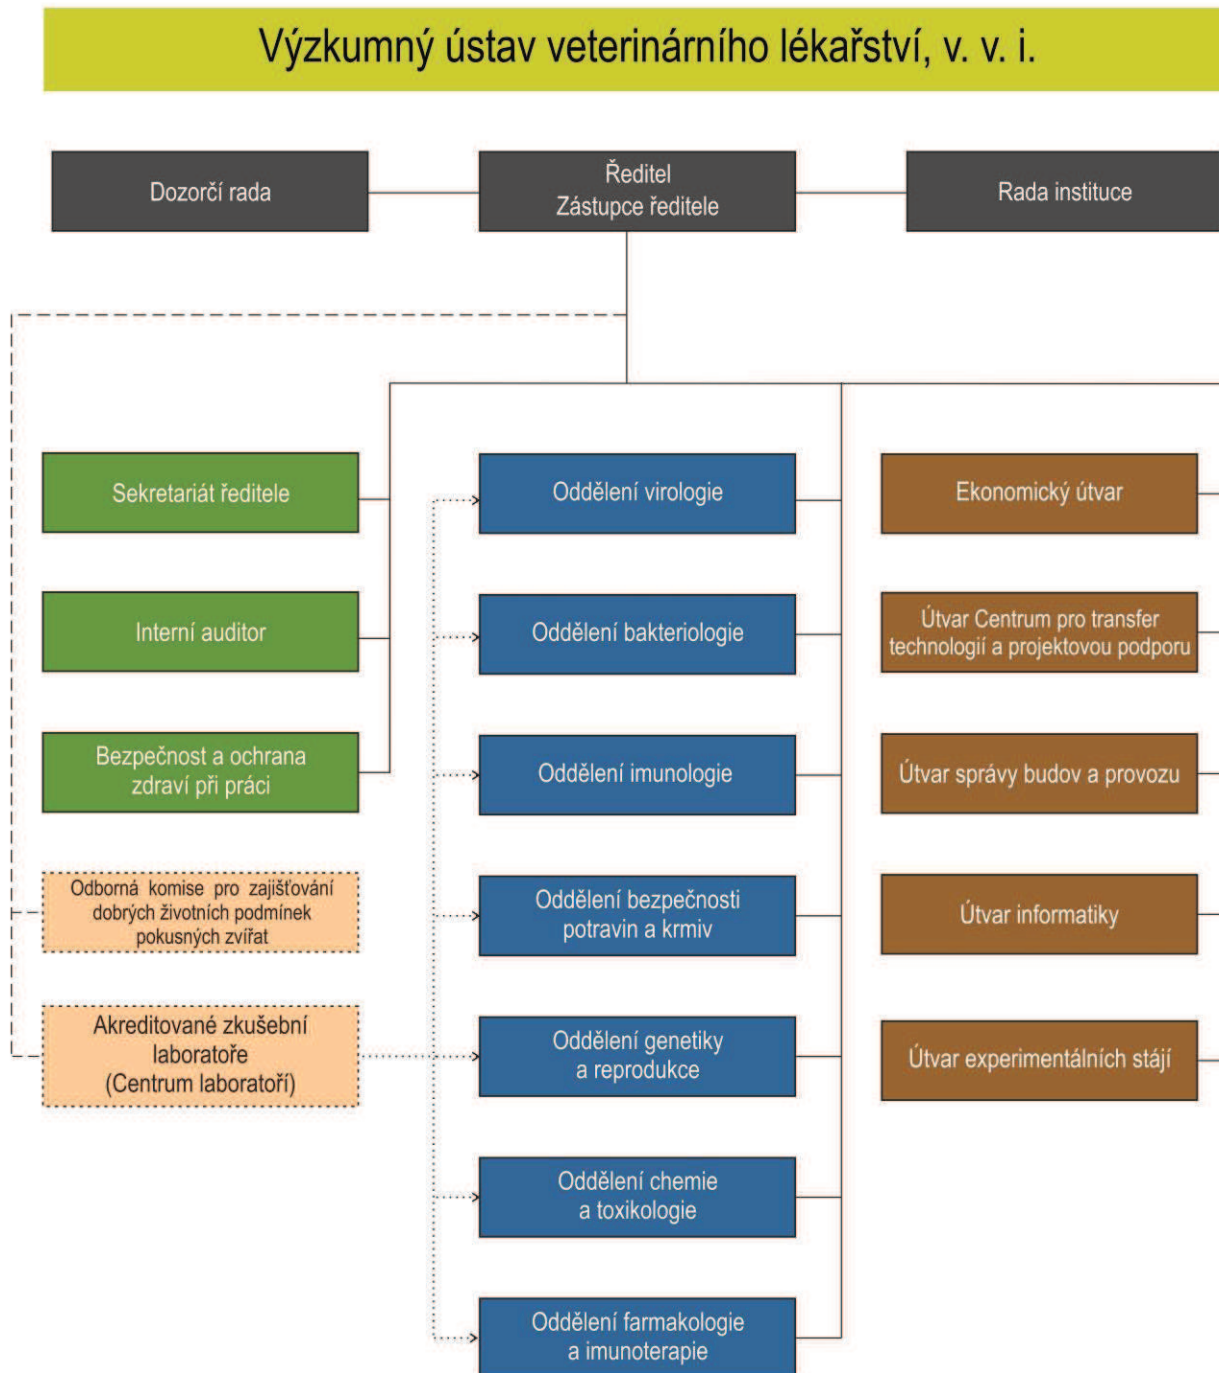 Výzkumný ústav veterinárního lékařství, v. v. i.
Dozorčí rada
Ředitel
Zástupce ředitele
Rada instituce
Sekretariát ředitele
Interní auditor
Bezpečnost a ochrana
zdraví při práci
Odborná komise pro zajišťování
dobrých životních podmínek
pokusných zvířat
Akreditované zkušební
laboratoře
(Centrum laboratoří)
Oddělení virologie
Oddělení bakteriologie
Oddělení imunologie
Oddělení bezpečnosti
potravin a krmiv
Oddělení genetiky
a reprodukce
Oddělení chemie
a toxikologie
Oddělení farmakologie
a imunoterapie
Ekonomický útvar
Útvar Centrum pro transfer
technologií a projektovou podporu
Útvar správy budov a provozu
Útvar informatiky
Útvar experimentálních stájí